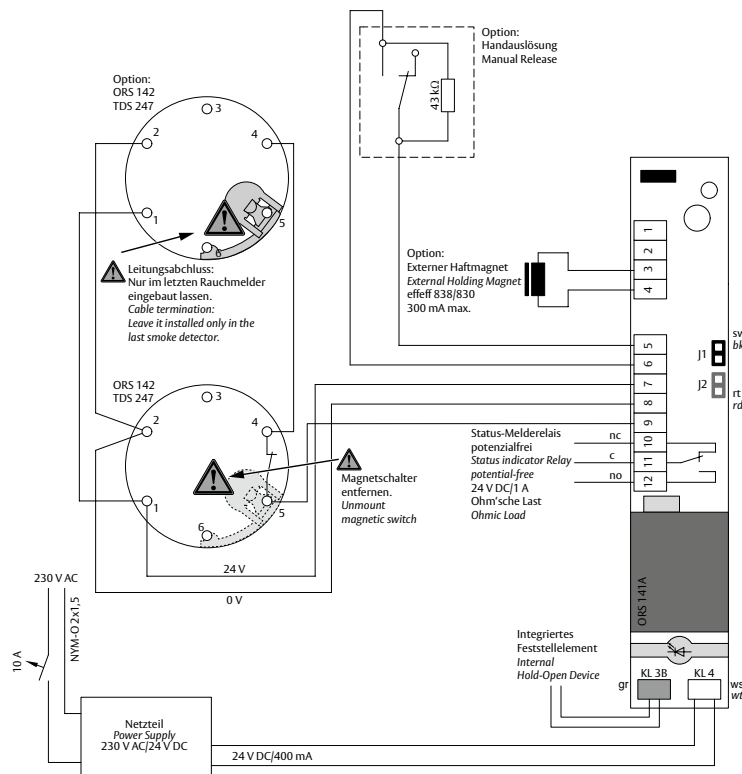 Option:
Handauslösung
Manual Release
43 kΩ
Option:
ORS 142
TDS 247
3
2
4
1
5
6
Leitungsabchluss:
Nur im letzten Rauchmelder
eingebaut lassen.
Cable termination:
Leave it installed only in the
last smoke detector.
Option:
Externer Haftmagnet
External Holding Magnet
effeff 838/830
300 mA max.
1
2
3
4
5
6
7
8
9
10
11
12
J1
J2
sw
bk
rt
rd
ORS 142
TDS 247
3
2
4
1
5
6
Magnetschalter
entfernen.
Unmount
magnetic switch
Status-Melderelais
potenzialfrei
Status indicator Relay
potential-free
24 V DC/1 A
Ohm'sche Last
Ohmic Load
nc
c
no
24 V
0 V
230 V AC
NYM-O 2x1,5
10 A
ORS 141A
Integriertes
Feststellelement
Internal
Hold-Open Device
gr
KL 3B
KL 4
ws
wt
Netzteil
Power Supply
230 V AC/24 V DC
24 V DC/400 mA